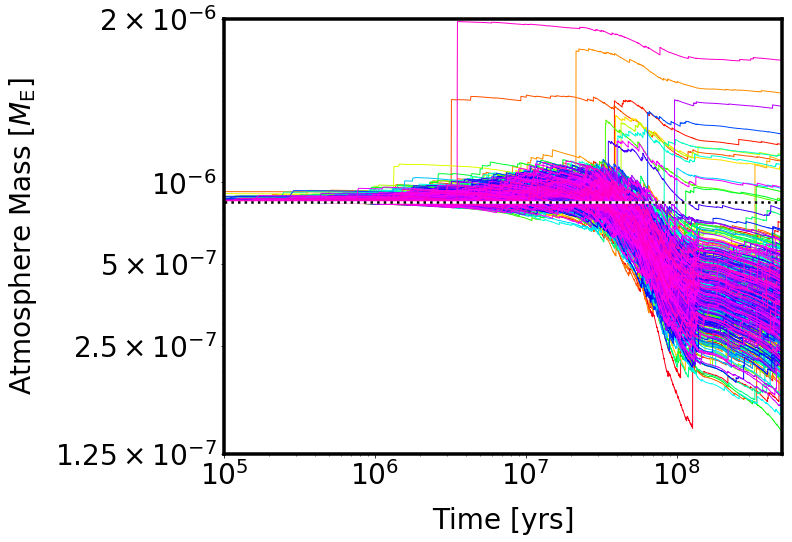 2 × 10⁻⁶
10⁻⁶
5 × 10⁻⁷
2.5 × 10⁻⁷
1.25 × 10⁻⁷
Atmosphere Mass [M_E]
10⁵ 10⁶ 10⁷ 10⁸
Time [yrs]